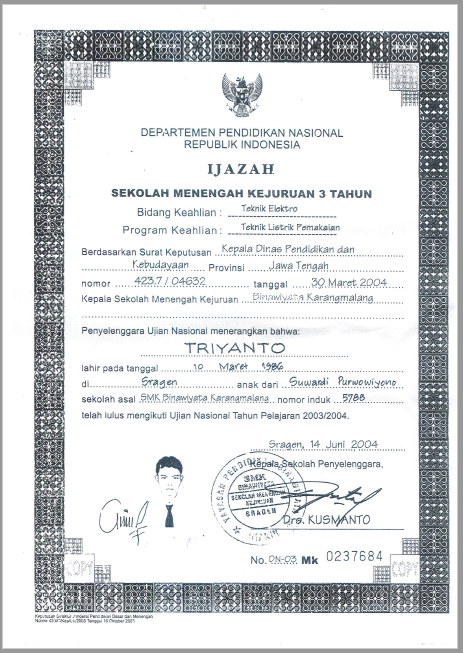 DEPARTEMEN PENDIDIKAN NASIONAL
REPUBLIK INDONESIA
IJAZAH
SEKOLAH MENENGAH KEJURUAN 3 TAHUN
Bidang Keahlian : Teknik Elektro
Program Keahlian : Teknik Listrik Pemakaian
Berdasarkan Surat Keputusan Kepala Dinas Pendidikan dan
Kebudayaan Provinsi Jawa Tengah
nomor 423.7 / 04632 tanggal 30 Maret 2004
Kepala Sekolah Menengah Kejuruan Binawiyata Karangmalang
Penyelenggara Ujian Nasional menerangkan bahwa:
TRIYANTO
lahir pada tanggal 10 Maret 1986
di Sragen anak dari Suwardi Purwowiyono
sekolah asal SMK Binawiyata Karangmalang nomor induk 5788
telah lulus mengikuti Ujian Nasional Tahun Pelajaran 2003/2004.
Sragen, 14 Juni 2004
Kepala Sekolah Penyelenggara,
SMK
BINAWIYATA
SEKOLAH MENENGAH
KEJURUAN
SRAGEN
Drs. KUSMANTO
No. DN-03 Mk 0237684
COPY
COPY